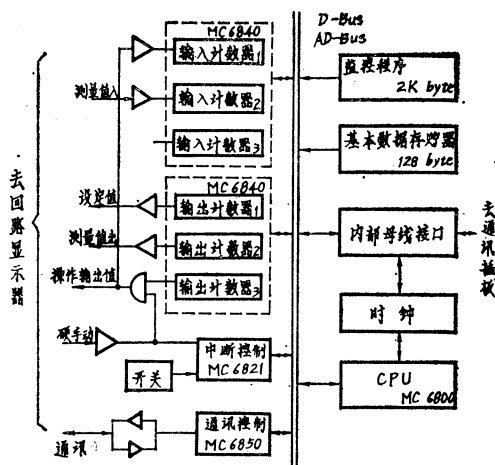 MC6840
输入计数器1
输入计数器2
输入计数器3
测量值入
MC6840
输出计数器1
输出计数器2
输出计数器3
设定值
测量值出
操作输出值
硬手动
开关
中断控制
MC6821
通讯控制
MC6850
通讯
去回路显示器
D-Bus
AD-Bus
监控程序
2K byte
基本数据存贮器
128 byte
内部母线接口
去通讯插板
时钟
CPU
MC 6800